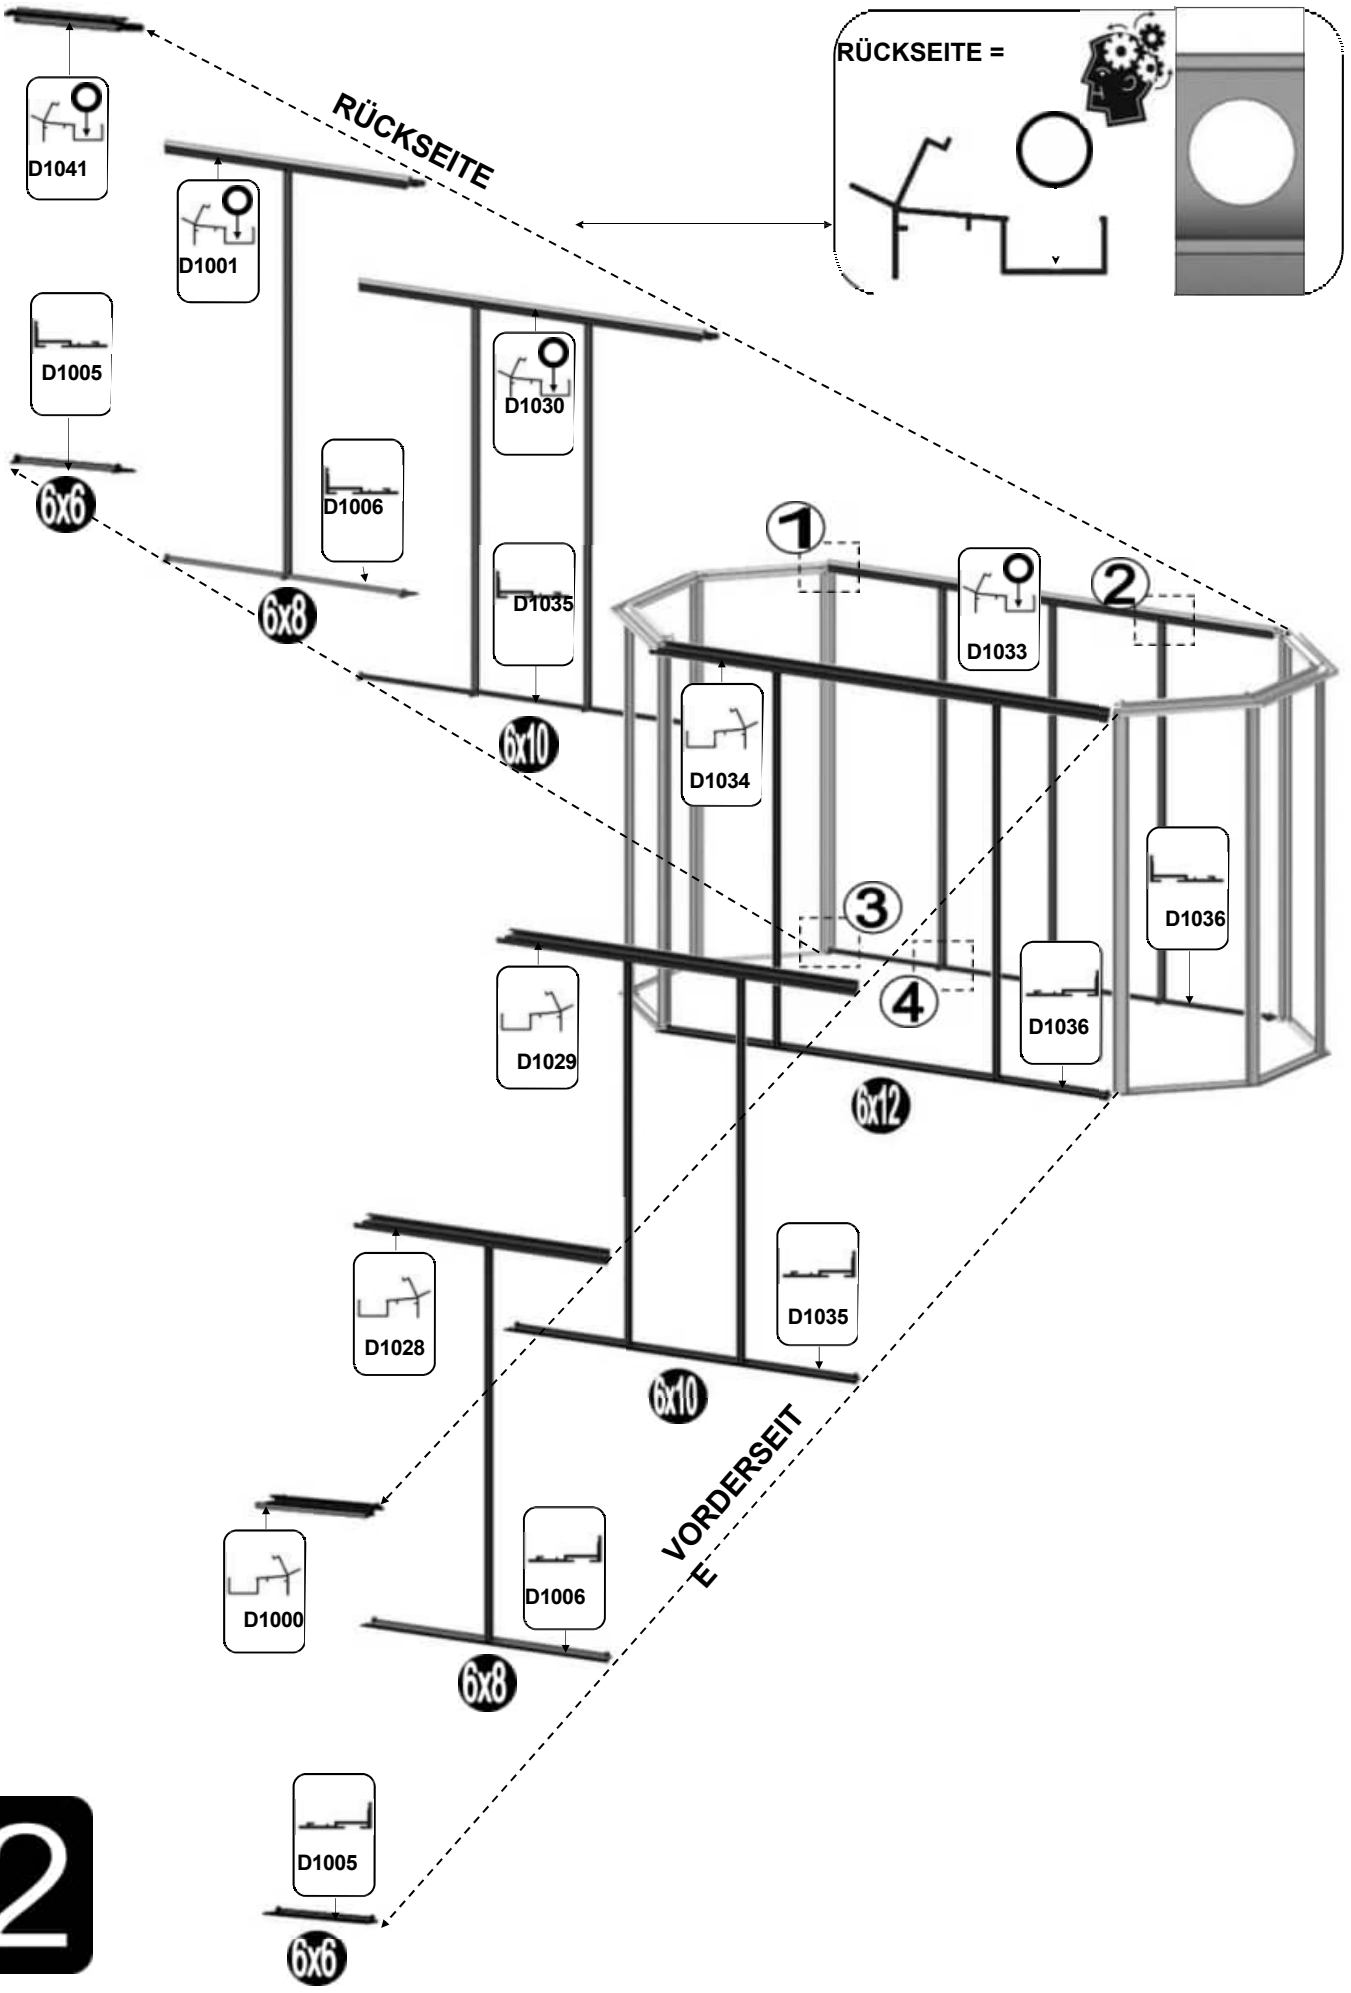 RÜCKSEITE =
RÜCKSEITE
D1041
D1001
D1005
D1030
D1006
6x6
1
D1035
2
6x8
D1033
6x10
D1034
3
D1036
4
D1029
D1036
6x12
D1035
D1028
6x10
VORDERSEIT
E
D1006
D1000
6x8
D1005
2
6x6